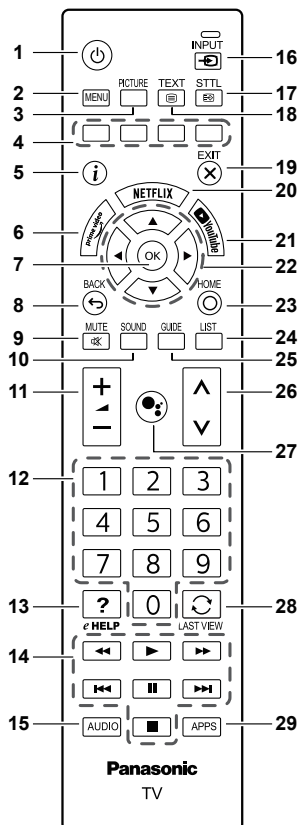 INPUT
1
16
MENU
PICTURE
TEXT
STTL
2
17
3
18
4
5
i
EXIT
19
NETFLIX
20
6
prime video
YouTube
21
7
OK
22
8
BACK
HOME
23
9
MUTE
SOUND
GUIDE
LIST
24
10
25
11
+
−
26
27
12
1
2
3
4
5
6
7
8
9
13
?
0
28
e HELP
LAST VIEW
14
15
AUDIO
APPS
29
Panasonic
TV